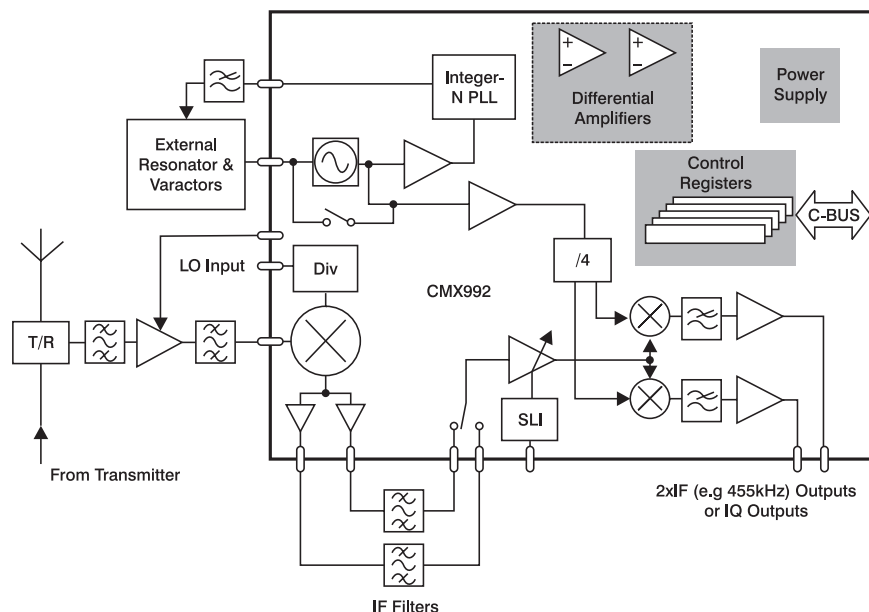 Integer-
N PLL
+
−
+
−
Differential
Amplifiers
Power
Supply
External
Resonator &
Varactors
Control
Registers
C-BUS
LO Input
Div
/4
CMX992
T/R
SLI
From Transmitter
2xIF (e.g 455kHz) Outputs
or IQ Outputs
IF Filters